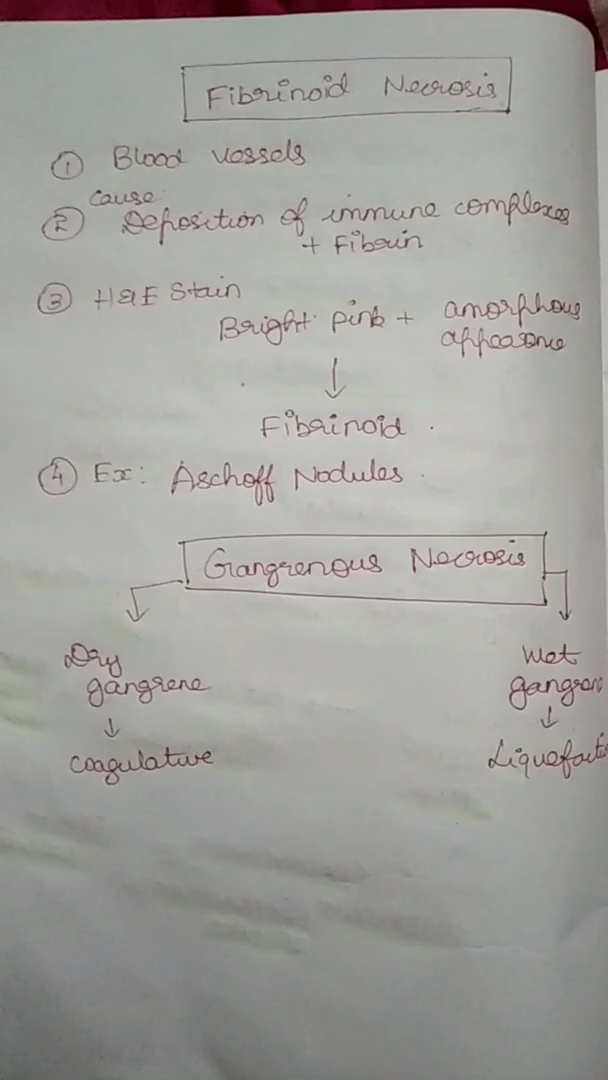 Fibrinoid Necrosis
① Blood vessels
cause:
② Deposition of immune complexes
+ Fibrin
③ H&E Stain
Bright pink + amorphous
appearance
↓
Fibrinoid.
④ Ex: Aschoff Nodules.
Gangrenous Necrosis
Dry Wet
gangrene gangrene
↓ ↓
coagulative Liquefacti